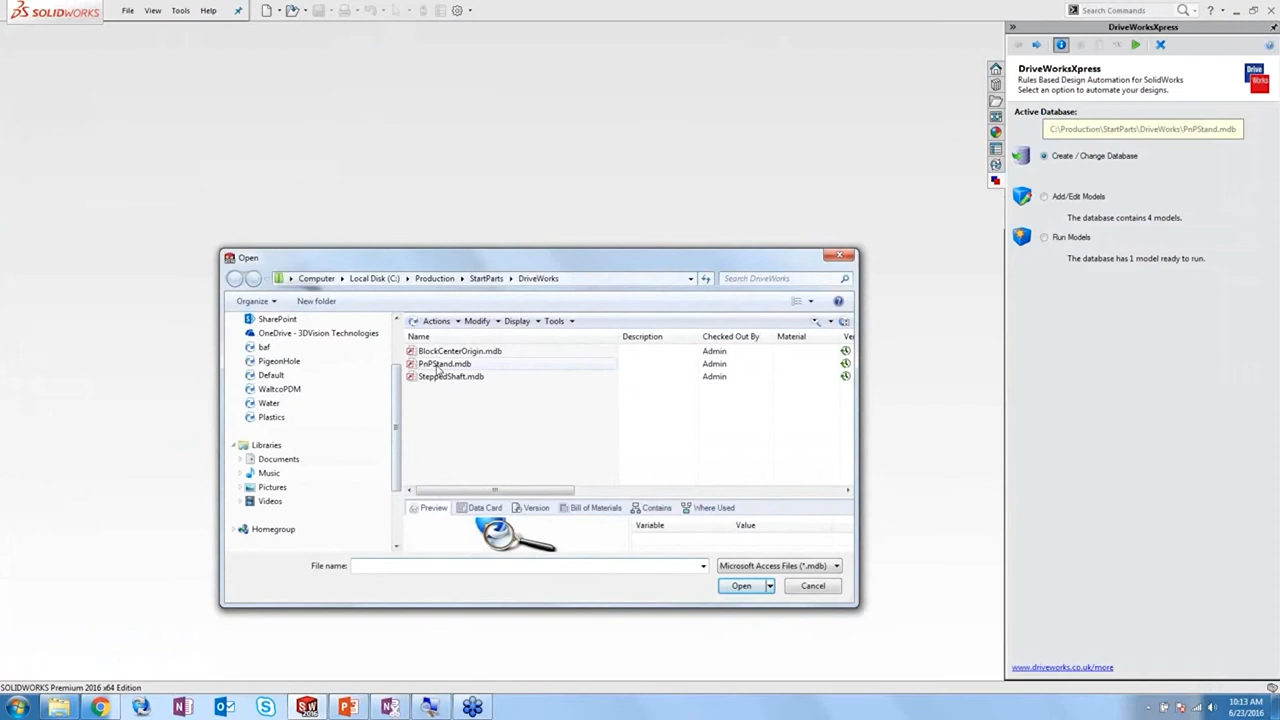 SOLIDWORKS
File
View
Tools
Help
Search Commands
DriveWorksXpress
DriveWorksXpress
Rules Based Design Automation for SolidWorks
Select an option to automate your designs.
Drive
Works
Active Database:
C:\Production\StartParts\DriveWorks\PnPStand.mdb
Create / Change Database
Add/Edit Models
The database contains 4 models.
Run Models
The database has 1 model ready to run.
Open
Computer
Local Disk (C:)
Production
StartParts
DriveWorks
Search DriveWorks
Organize
New folder
SharePoint
OneDrive - 3DVision Technologies
baf
PigeonHole
Default
WaltcoPDM
Water
Plastics
Libraries
Documents
Music
Pictures
Videos
Homegroup
Actions
Modify
Display
Tools
Name
Description
Checked Out By
Material
Ver
BlockCenterOrigin.mdb
Admin
PnPStand.mdb
Admin
SteppedShaft.mdb
Admin
Preview
Data Card
Version
Bill of Materials
Contains
Where Used
Variable
Value
File name:
Microsoft Access Files (*.mdb)
Open
Cancel
www.driveworks.co.uk/more
SOLIDWORKS Premium 2016 x64 Edition
10:13 AM
6/23/2016